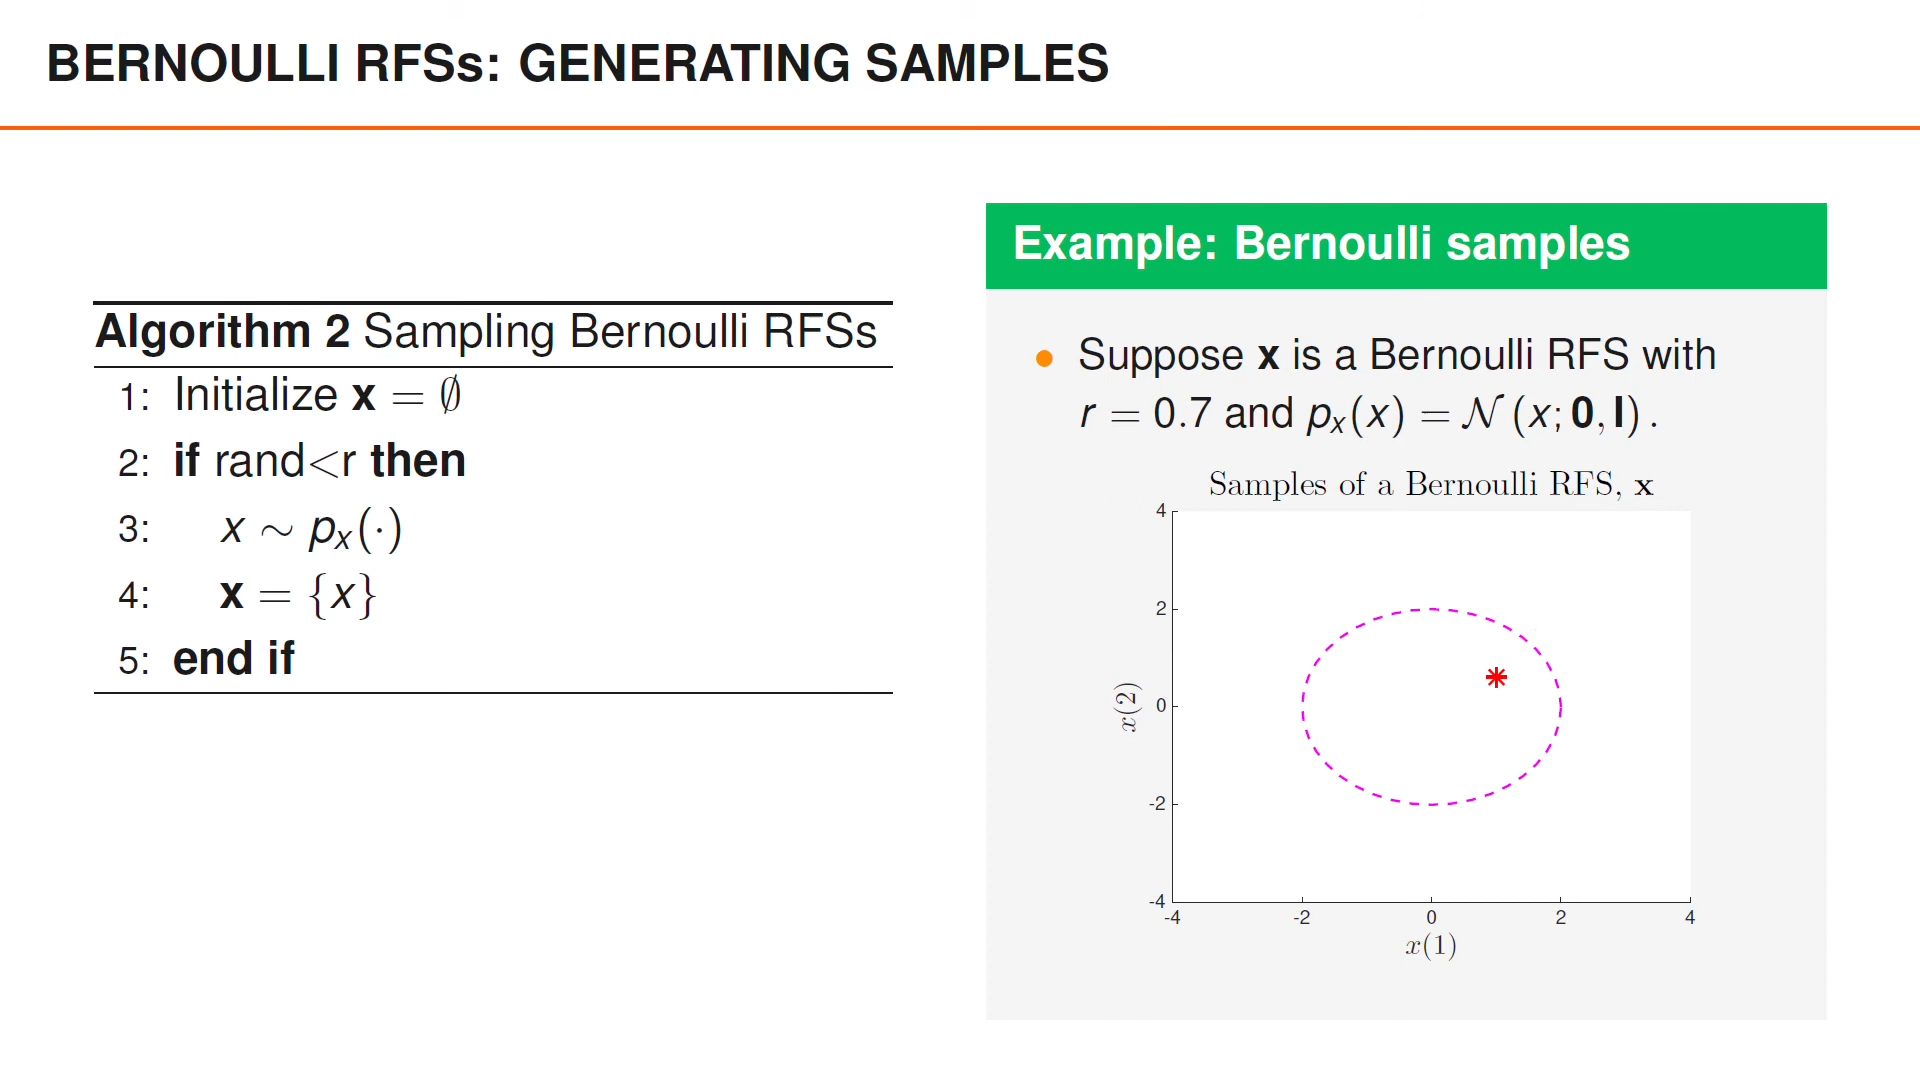 BERNOULLI RFSs: GENERATING SAMPLES
Algorithm 2 Sampling Bernoulli RFSs
1: Initialize x = ∅
2: if rand<r then
3: x ∼ pₓ(·)
4: x = {x}
5: end if
Example: Bernoulli samples
Suppose x is a Bernoulli RFS with
r = 0.7 and pₓ(x) = 𝒩 (x; 0, I) .
Samples of a Bernoulli RFS, x
4
2
0
-2
-4
x(2)
-4 -2 0 2 4
x(1)